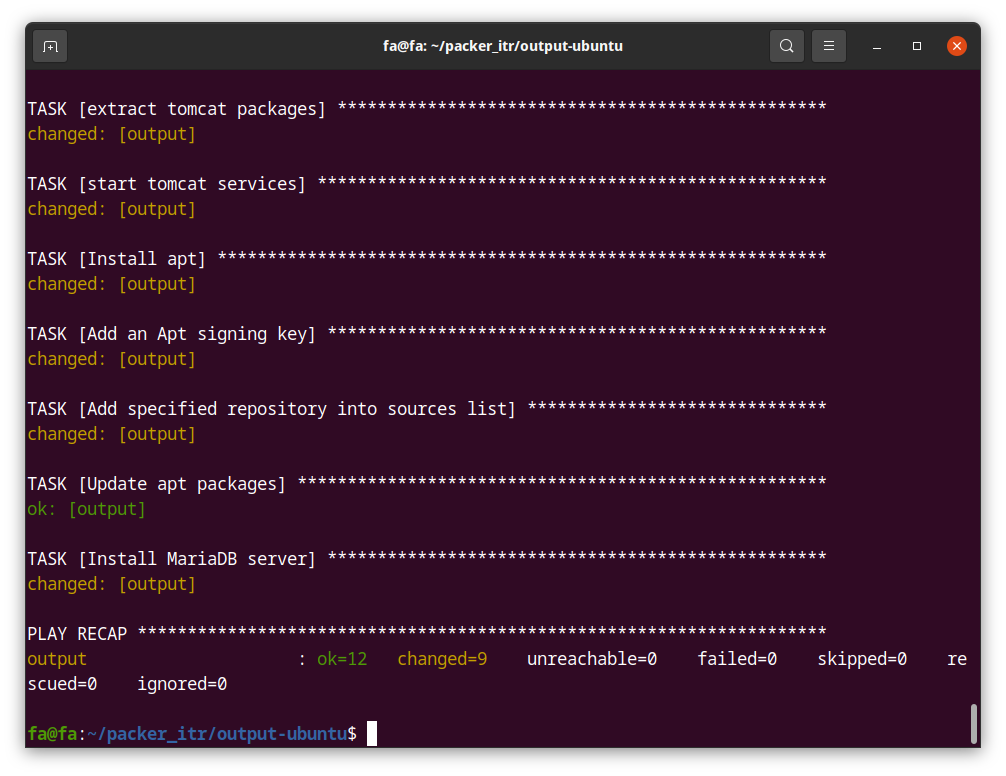 fa@fa: ~/packer_itr/output-ubuntu
TASK [extract tomcat packages] *************************************************
changed: [output]
TASK [start tomcat services] ***************************************************
changed: [output]
TASK [Install apt] *************************************************************
changed: [output]
TASK [Add an Apt signing key] **************************************************
changed: [output]
TASK [Add specified repository into sources list] ******************************
changed: [output]
TASK [Update apt packages] *****************************************************
ok: [output]
TASK [Install MariaDB server] **************************************************
changed: [output]
PLAY RECAP *********************************************************************
output                     : ok=12   changed=9    unreachable=0    failed=0    skipped=0    re
scued=0    ignored=0
fa@fa:~/packer_itr/output-ubuntu$